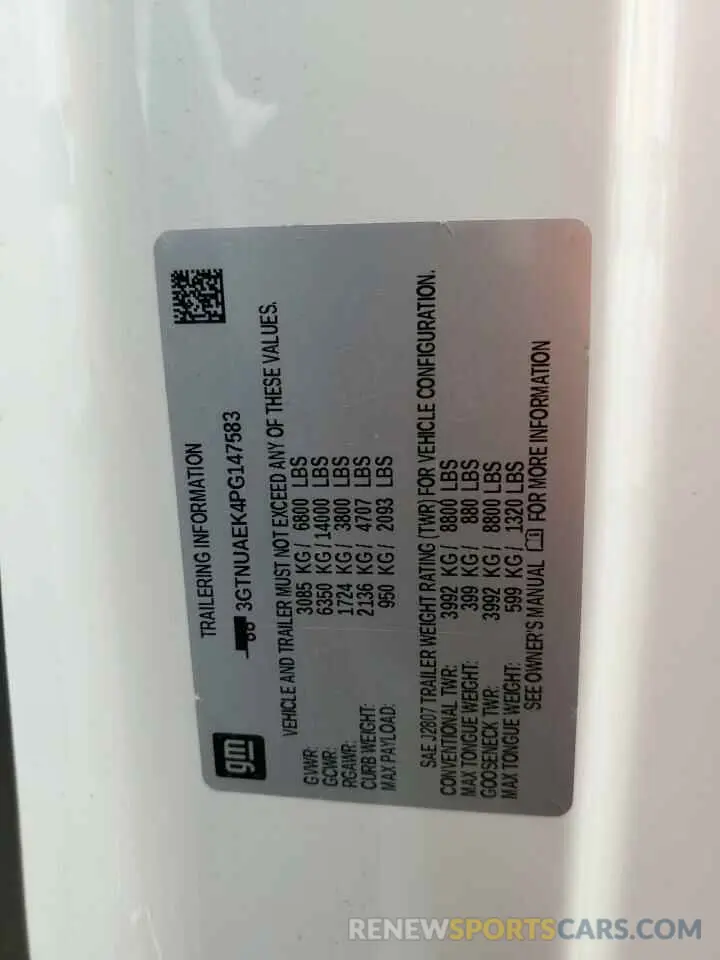 TRAILERING INFORMATION
3GTNUAEK4PG147583
gm
VEHICLE AND TRAILER MUST NOT EXCEED ANY OF THESE VALUES.
GVWR: 3085 KG/ 6800 LBS
GCWR: 6350 KG/14000 LBS
RGAWR: 1724 KG/ 3800 LBS
CURB WEIGHT: 2136 KG/ 4707 LBS
MAX PAYLOAD: 950 KG/ 2093 LBS
SAE J2807 TRAILER WEIGHT RATING (TWR) FOR VEHICLE CONFIGURATION.
CONVENTIONAL TWR: 3992 KG/ 8800 LBS
MAX TONGUE WEIGHT: 399 KG/ 880 LBS
GOOSENECK TWR: 3992 KG/ 8800 LBS
MAX TONGUE WEIGHT: 599 KG/ 1320 LBS
SEE OWNER'S MANUAL FOR MORE INFORMATION
RENEWSPORTSCARS.COM